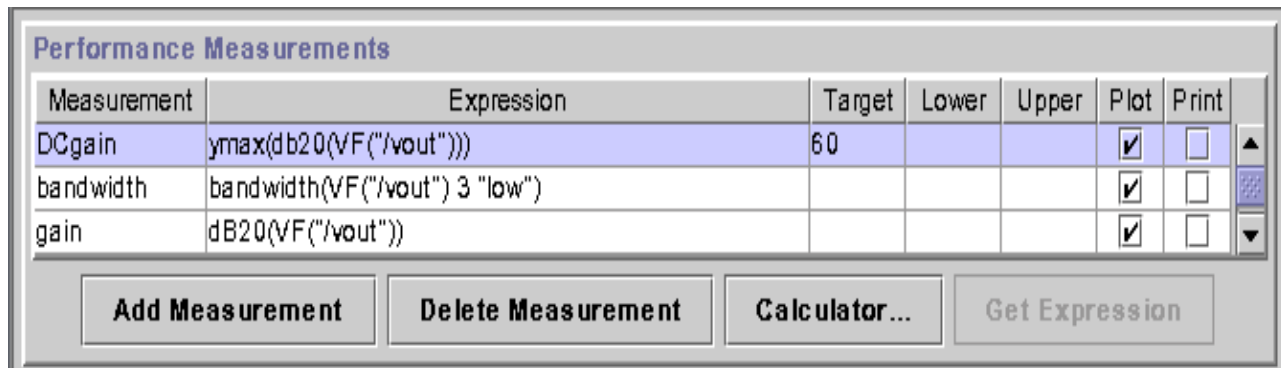 Performance Measurements
Measurement Expression Target Lower Upper Plot Print
DCgain ymax(db20(VF("/vout"))) 60
bandwidth bandwidth(VF("/vout") 3 "low")
gain dB20(VF("/vout"))
Add Measurement Delete Measurement Calculator... Get Expression